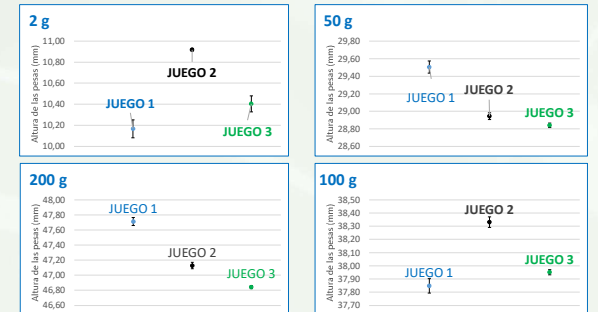 2 g
Altura de las pesas (mm)
11,00
10,80
10,60
10,40
10,20
10,00
JUEGO 1
JUEGO 2
JUEGO 3
50 g
Altura de las pesas (mm)
29,80
29,60
29,40
29,20
29,00
28,80
28,60
JUEGO 1
JUEGO 2
JUEGO 3
200 g
Altura de las pesas (mm)
48,00
47,80
47,60
47,40
47,20
47,00
46,80
46,60
JUEGO 1
JUEGO 2
JUEGO 3
100 g
Altura de las pesas (mm)
38,50
38,40
38,30
38,20
38,10
38,00
37,90
37,80
37,70
JUEGO 2
JUEGO 1
JUEGO 3